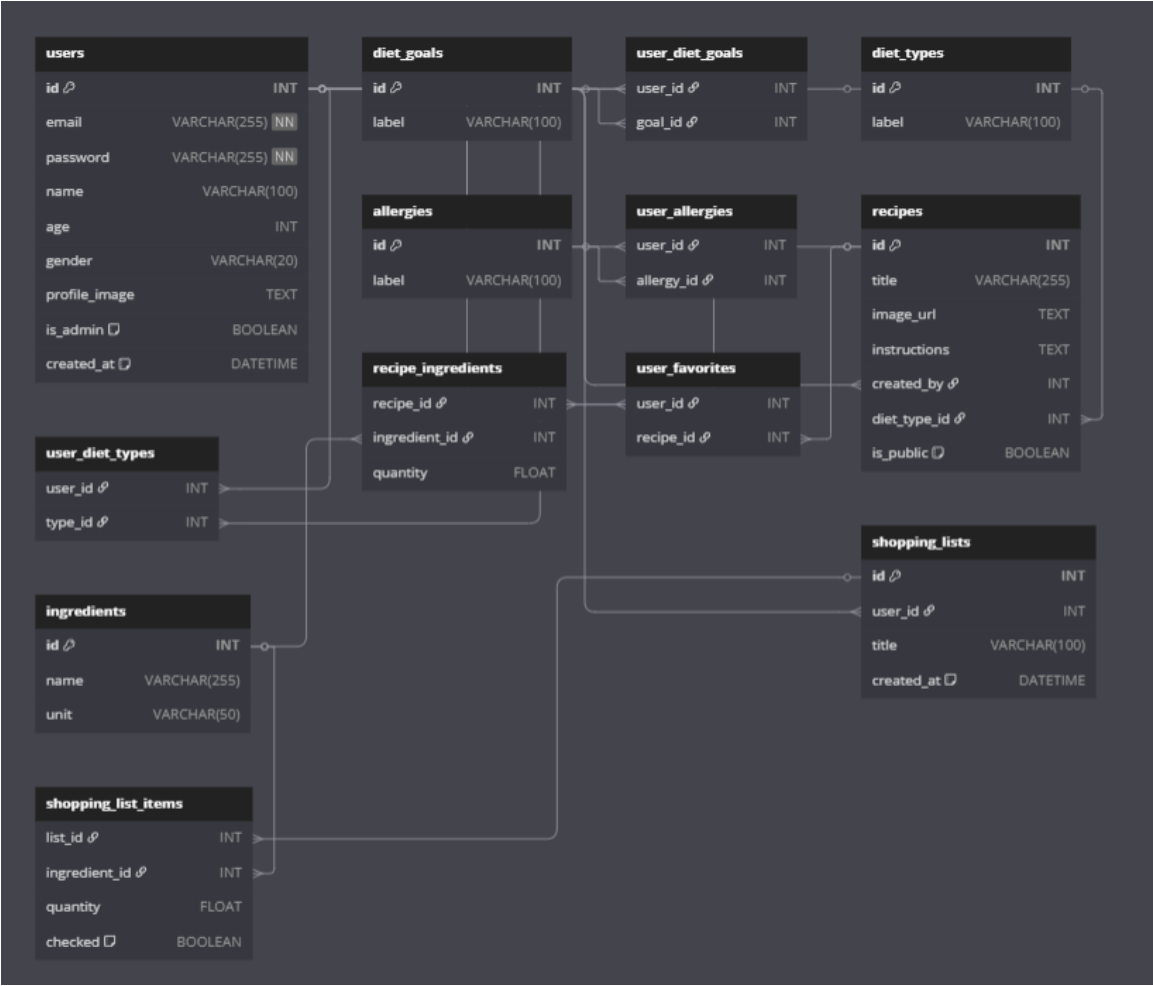 users
id INT
email VARCHAR(255) NN
password VARCHAR(255) NN
name VARCHAR(100)
age INT
gender VARCHAR(20)
profile_image TEXT
is_admin BOOLEAN
created_at DATETIME
diet_goals
id INT
label VARCHAR(100)
user_diet_goals
user_id INT
goal_id INT
diet_types
id INT
label VARCHAR(100)
allergies
id INT
label VARCHAR(100)
user_allergies
user_id INT
allergy_id INT
recipes
id INT
title VARCHAR(255)
image_url TEXT
instructions TEXT
created_by INT
diet_type_id INT
is_public BOOLEAN
recipe_ingredients
recipe_id INT
ingredient_id INT
quantity FLOAT
user_favorites
user_id INT
recipe_id INT
user_diet_types
user_id INT
type_id INT
shopping_lists
id INT
user_id INT
title VARCHAR(100)
created_at DATETIME
ingredients
id INT
name VARCHAR(255)
unit VARCHAR(50)
shopping_list_items
list_id INT
ingredient_id INT
quantity FLOAT
checked BOOLEAN